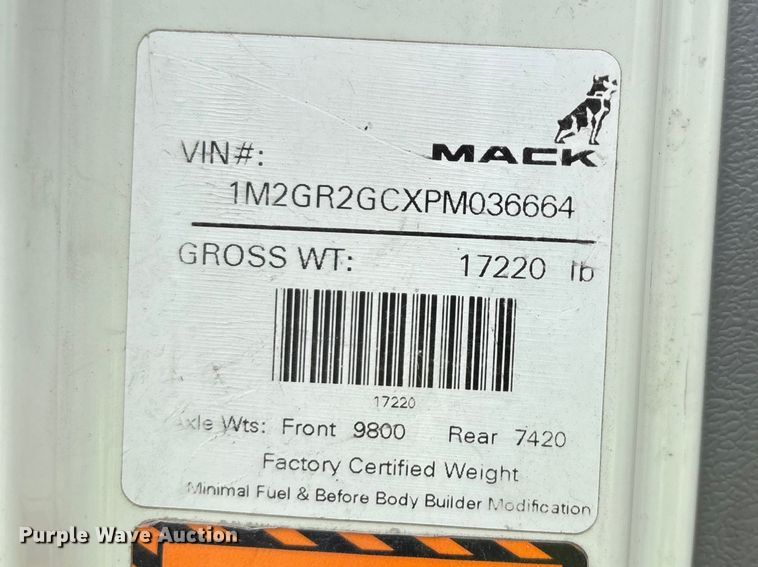 MACK
VIN#:
1M2GR2GCXPM036664
GROSS WT: 17220 lb
17220
Axle Wts: Front 9800 Rear 7420
Factory Certified Weight
Minimal Fuel & Before Body Builder Modification
Purple Wave Auction